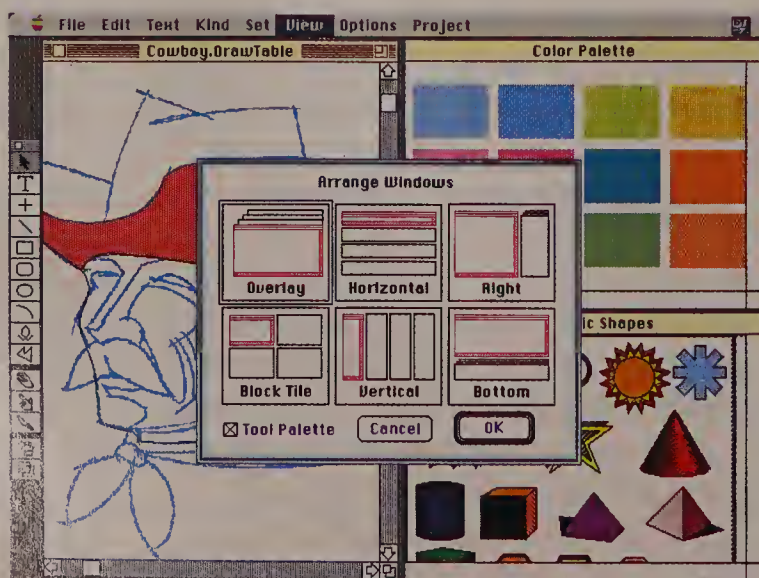 File Edit Text Kind Set View Options Project
Cowboy.DrawTable
Color Palette
Arrange Windows
Overlay
Horizontal
Right
Block Tile
Vertical
Bottom
Tool Palette
Cancel
OK
ic Shapes
T